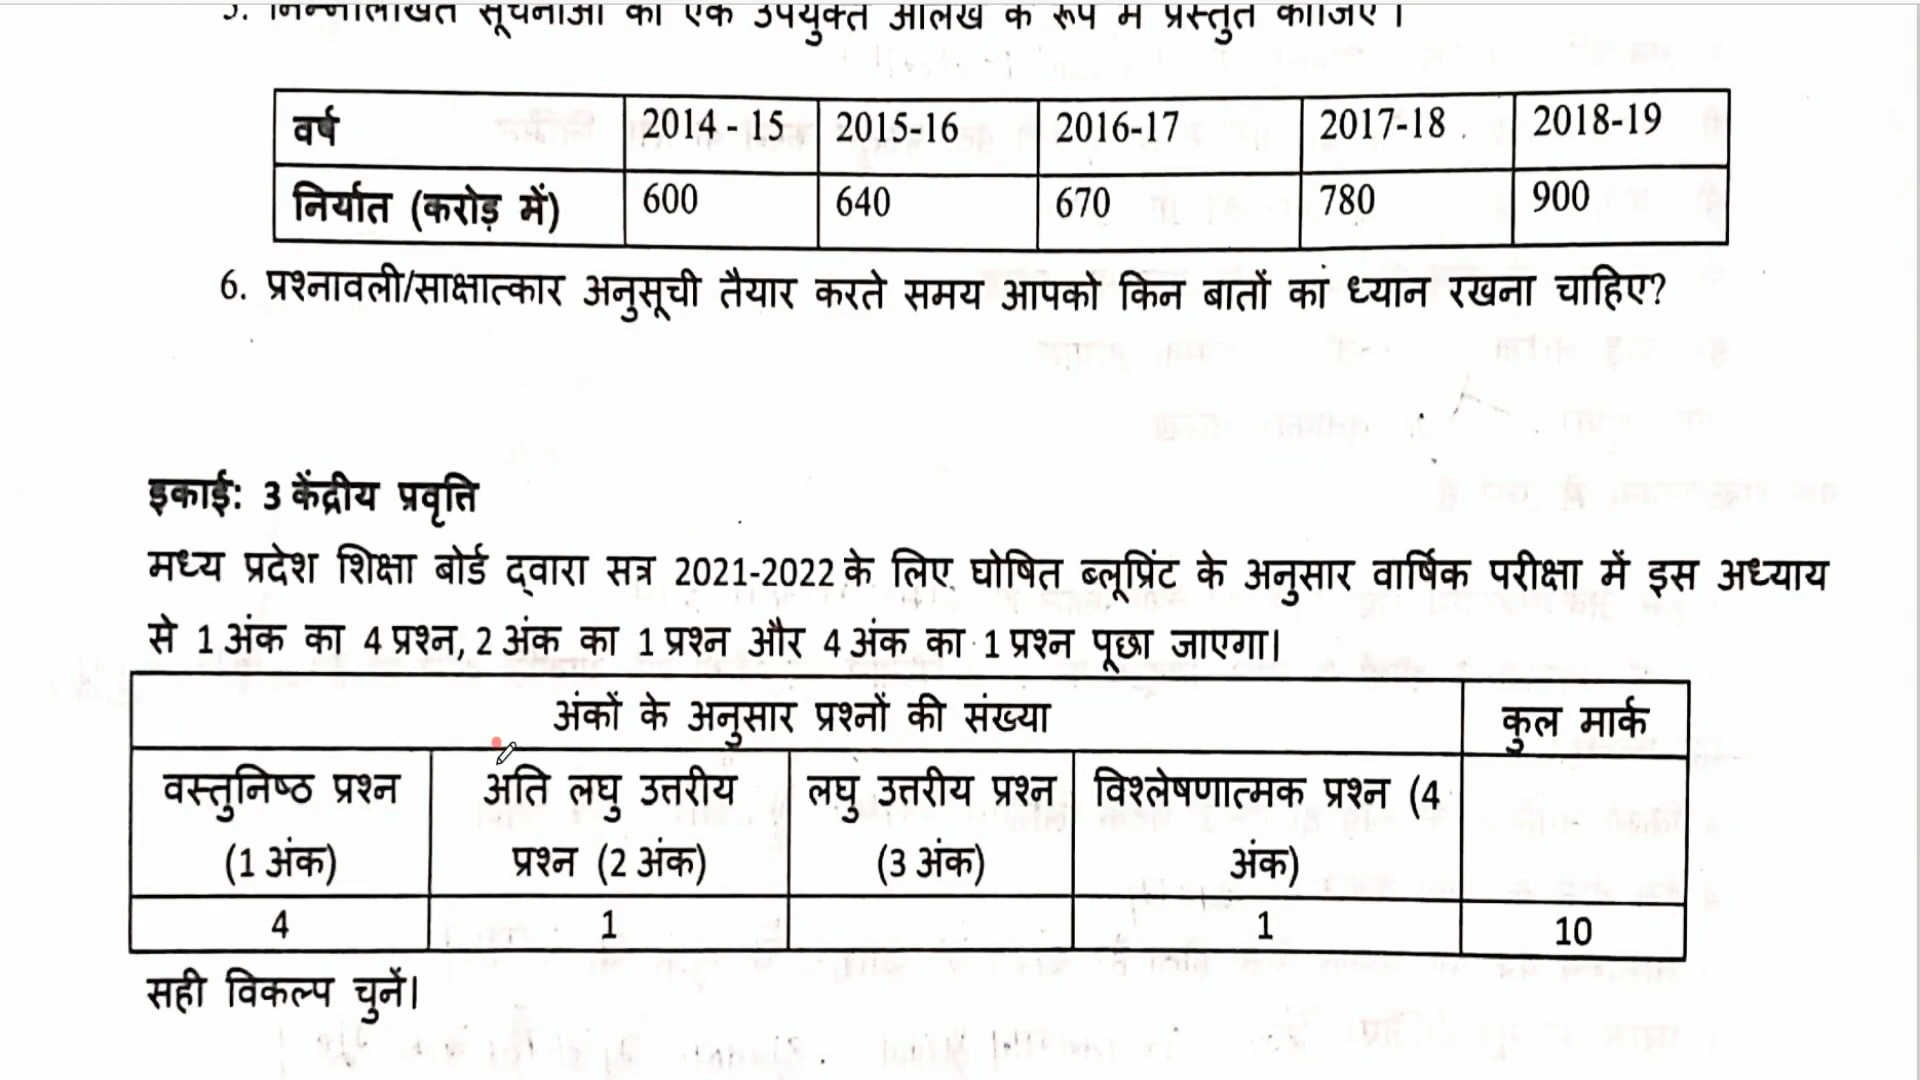 5. निम्नलिखित सूचनाओं को एक उपयुक्त आलेख के रूप में प्रस्तुत कीजिए।
वर्ष 2014 - 15 2015-16 2016-17 2017-18 2018-19
निर्यात (करोड़ में) 600 640 670 780 900
6. प्रश्नावली/साक्षात्कार अनुसूची तैयार करते समय आपको किन बातों का ध्यान रखना चाहिए?
इकाई: 3 केंद्रीय प्रवृति
मध्य प्रदेश शिक्षा बोर्ड द्वारा सत्र 2021-2022 के लिए घोषित ब्लूप्रिंट के अनुसार वार्षिक परीक्षा में इस अध्याय
से 1 अंक का 4 प्रश्न, 2 अंक का 1 प्रश्न और 4 अंक का 1 प्रश्न पूछा जाएगा।
अंकों के अनुसार प्रश्नों की संख्या कुल मार्क
वस्तुनिष्ठ प्रश्न अति लघु उत्तरीय लघु उत्तरीय प्रश्न विश्लेषणात्मक प्रश्न (4
(1 अंक) प्रश्न (2 अंक) (3 अंक) अंक)
4 1 1 10
सही विकल्प चुनें।